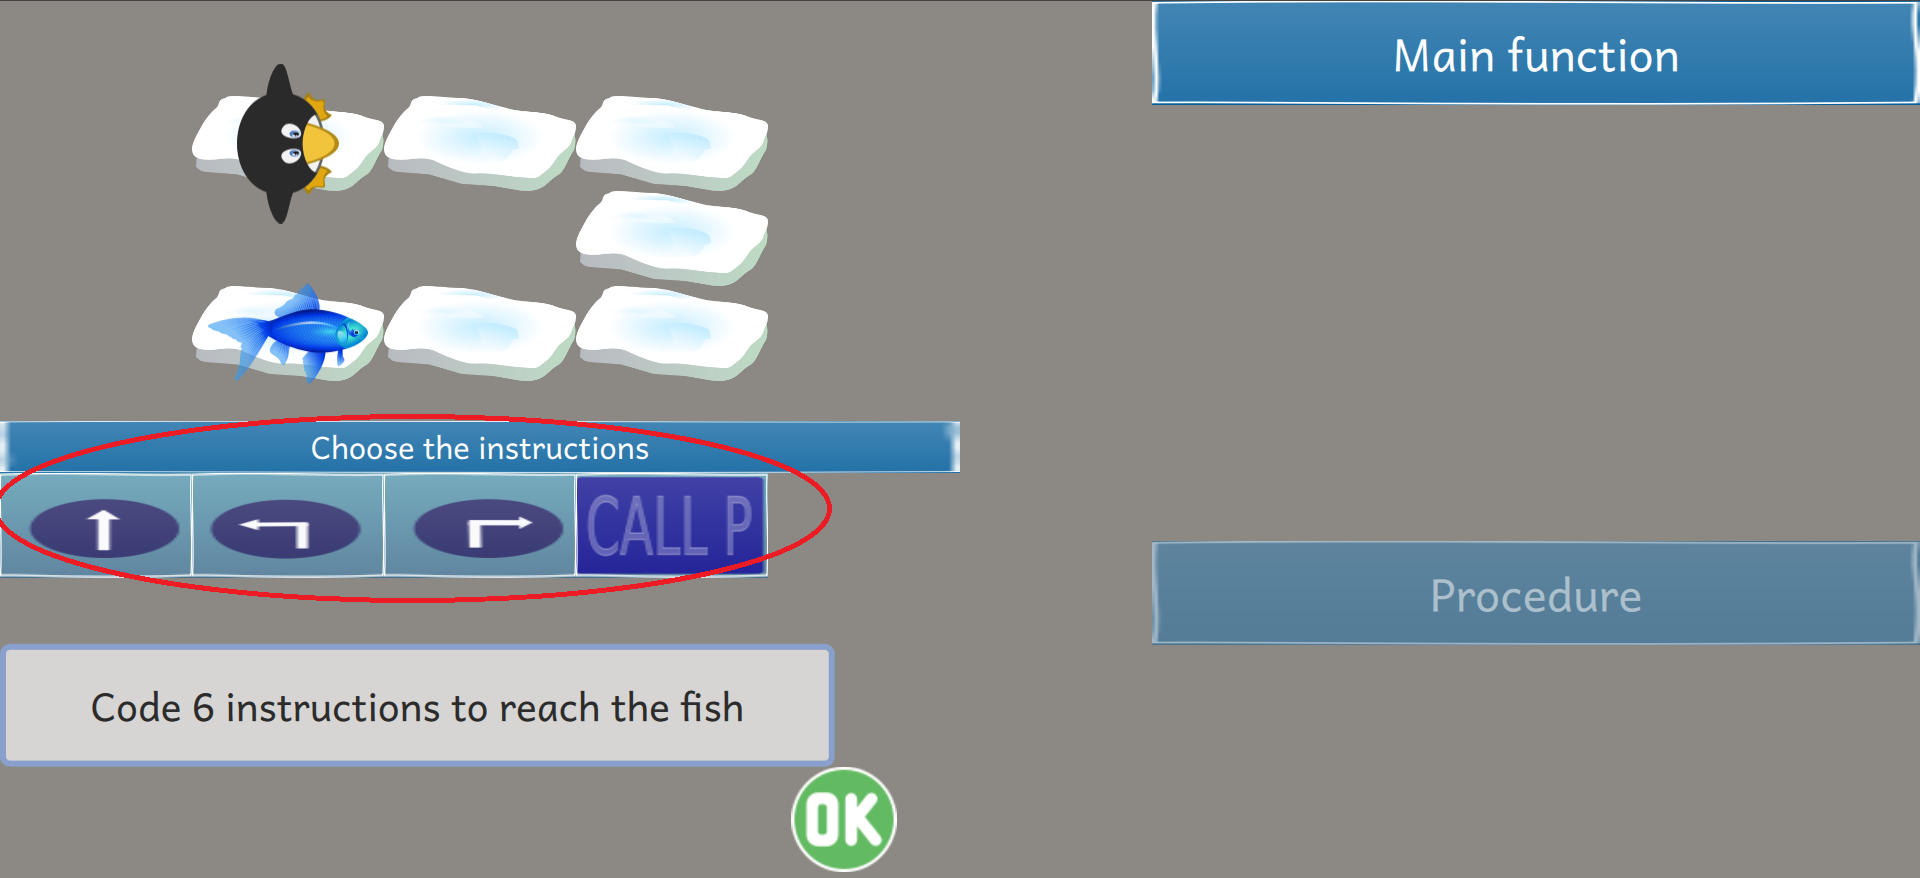 Main function
Choose the instructions
CALL P
Procedure
Code 6 instructions to reach the fish
OK